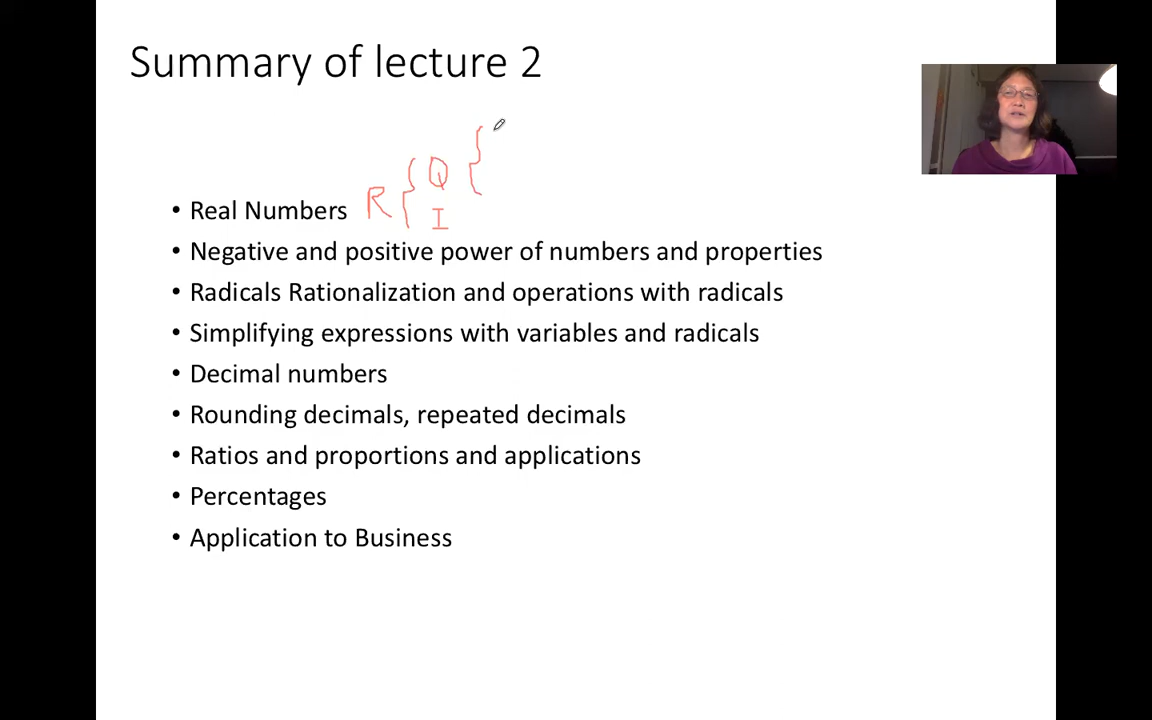 Summary of lecture 2
• Real Numbers R { Q {
I
• Negative and positive power of numbers and properties
• Radicals Rationalization and operations with radicals
• Simplifying expressions with variables and radicals
• Decimal numbers
• Rounding decimals, repeated decimals
• Ratios and proportions and applications
• Percentages
• Application to Business